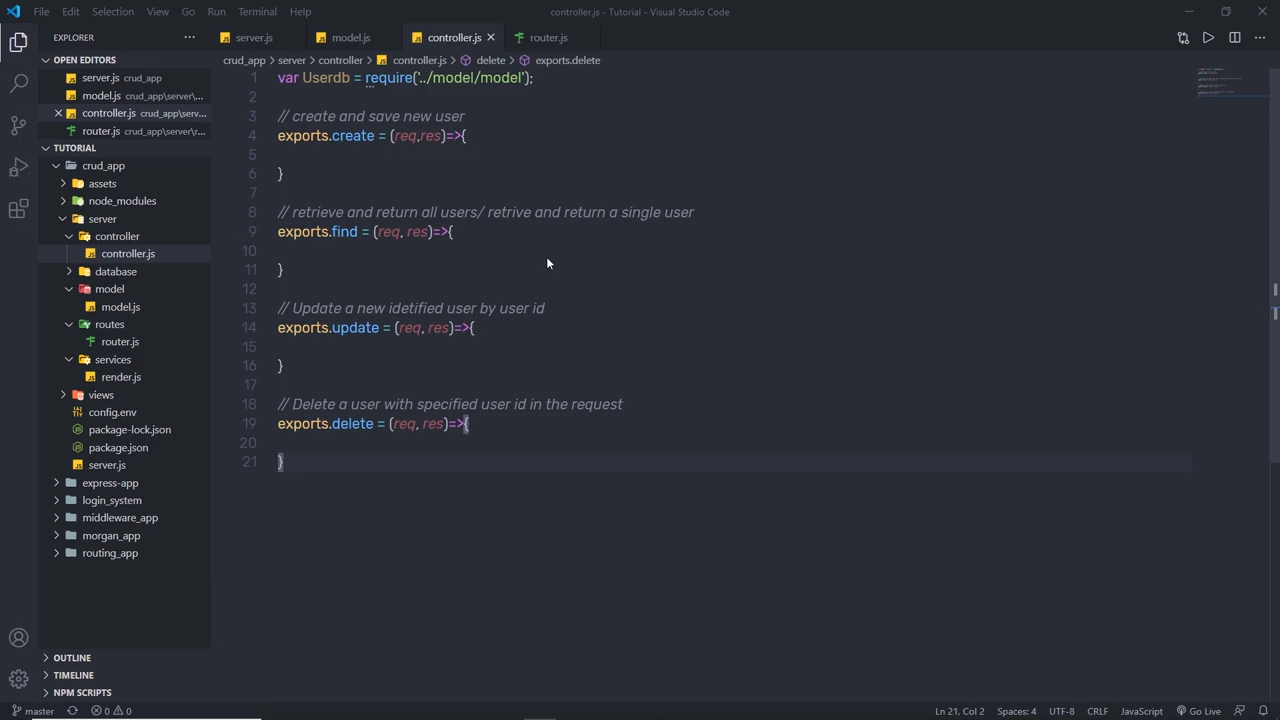 File Edit Selection View Go Run Terminal Help
controller.js - Tutorial - Visual Studio Code
EXPLORER
server.js model.js controller.js router.js
OPEN EDITORS
server.js crud_app
model.js crud_app\server\...
controller.js crud_app\serv...
router.js crud_app\server\r...
TUTORIAL
crud_app
assets
node_modules
server
controller
controller.js
database
model
model.js
routes
router.js
services
render.js
views
config.env
package-lock.json
package.json
server.js
express-app
login_system
middleware_app
morgan_app
routing_app
OUTLINE
TIMELINE
NPM SCRIPTS
crud_app > server > controller > controller.js > delete > exports.delete
1 var Userdb = require('../model/model');
2
3 // create and save new user
4 exports.create = (req,res)=>{
5
6 }
7
8 // retrieve and return all users/ retrive and return a single user
9 exports.find = (req, res)=>{
10
11 }
12
13 // Update a new idetified user by user id
14 exports.update = (req, res)=>{
15
16 }
17
18 // Delete a user with specified user id in the request
19 exports.delete = (req, res)=>{
20
21 }
master 0 0 Ln 21, Col 2 Spaces: 4 UTF-8 CRLF JavaScript Go Live